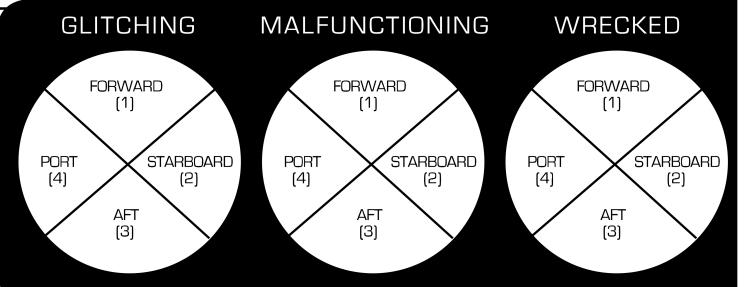 GLITCHING MALFUNCTIONING WRECKED
FORWARD
(1)
PORT
(4)
STARBOARD
(2)
AFT
(3)
FORWARD
(1)
PORT
(4)
STARBOARD
(2)
AFT
(3)
FORWARD
(1)
PORT
(4)
STARBOARD
(2)
AFT
(3)